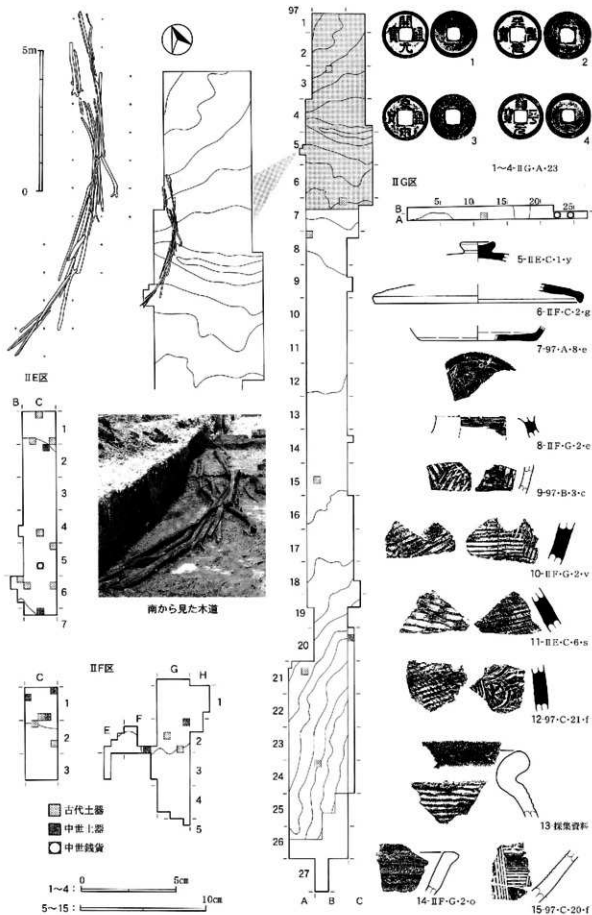 5m
0
97
1
2
3
4
5
6
7
8
9
10
11
12
13
14
15
16
17
18
19
20
21
22
23
24
25
26
27
A B C
1
2
3
4
1〜4-ⅡG・A・23
ⅡG区
5 10 15 20 25
B
A
5-ⅡE・C・1・y
6-ⅡF・C・2・g
7-97・A・8・e
8-ⅡF・G・2・e
9-97・B・3・c
10-ⅡF・G・2・v
11-ⅡE・C・6・s
12-97・C・21・f
13-採集資料
14-ⅡF・G・2・o
15-97・C・20・f
ⅡE区
B C
1
2
3
4
5
6
7
南から見た木道
ⅡF区
C
1
2
3
E F G H
1
2
3
4
5
古代土器
中世土器
中世銭貨
1〜4: 0 5cm
5〜15: 10cm